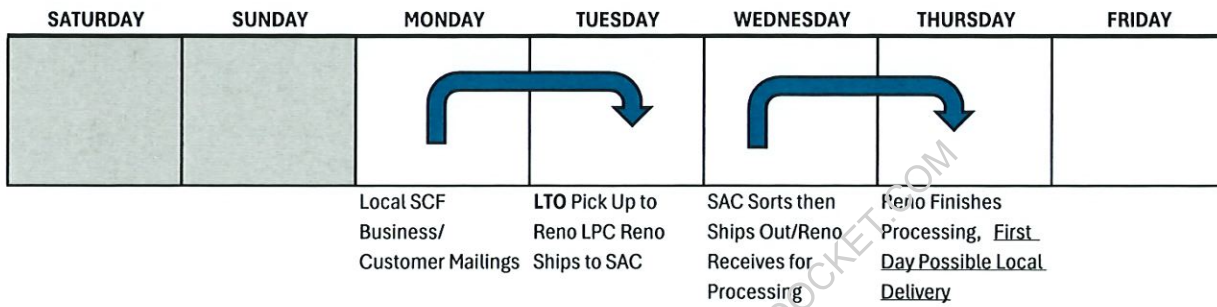 SATURDAY SUNDAY MONDAY TUESDAY WEDNESDAY THURSDAY FRIDAY
Local SCF
Business/
Customer Mailings
LTO Pick Up to
Reno LPC Reno
Ships to SAC
SAC Sorts then
Ships Out/Reno
Receives for
Processing
Reno Finishes
Processing, First
Day Possible Local
Delivery